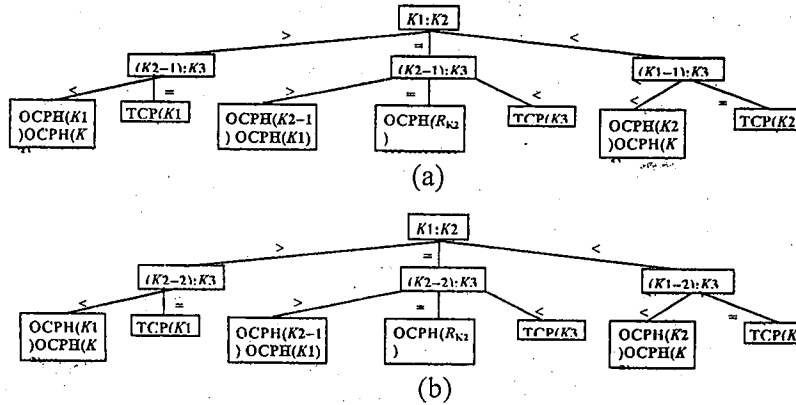 K1:K2
> = <
(K2-1):K3 (K2-1):K3 (K1-1):K3
< = > = < < =
OCPH(K1 TCP(K1 OCPH(K2-1 OCPH(R_K2 TCP(K3 OCPH(K2 TCP(K2
)OCPH(K ) OCPH(K1) ) )OCPH(K
(a)
K1:K2
> = <
(K2-2):K3 (K2-2):K3 (K1-2):K3
< = > = < < =
OCPH(K1 TCP(K1 OCPH(K2-1 OCPH(R_K2 TCP(K3 OCPH(K2 TCP(K
)OCPH(K ) OCPH(K1) ) )OCPH(K
(b)